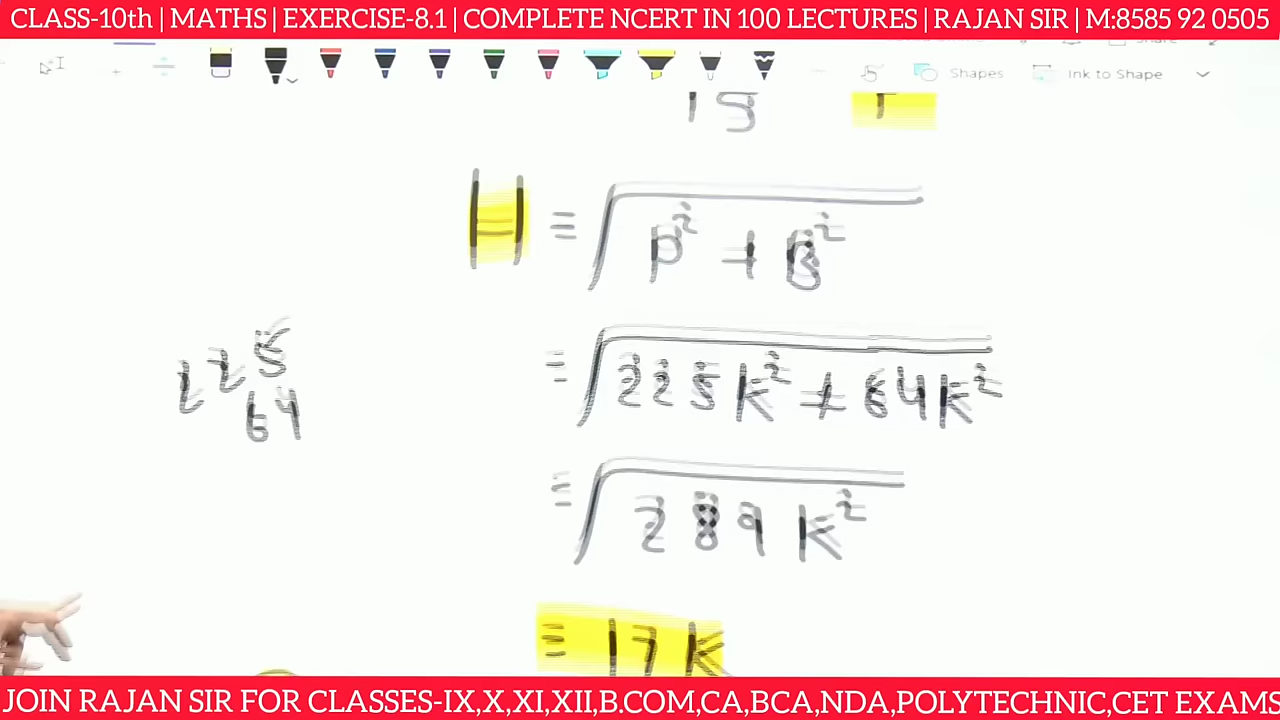 CLASS-10th | MATHS | EXERCISE-8.1 | COMPLETE NCERT IN 100 LECTURES | RAJAN SIR | M:8585 92 0505
Shapes Ink to Shape
15
H = √P² + B²
225
64
= √225K² + 64K²
= √289K²
= 17K
JOIN RAJAN SIR FOR CLASSES-IX,X,XI,XII,B.COM,CA,BCA,NDA,POLYTECHNIC,CET EXAMS